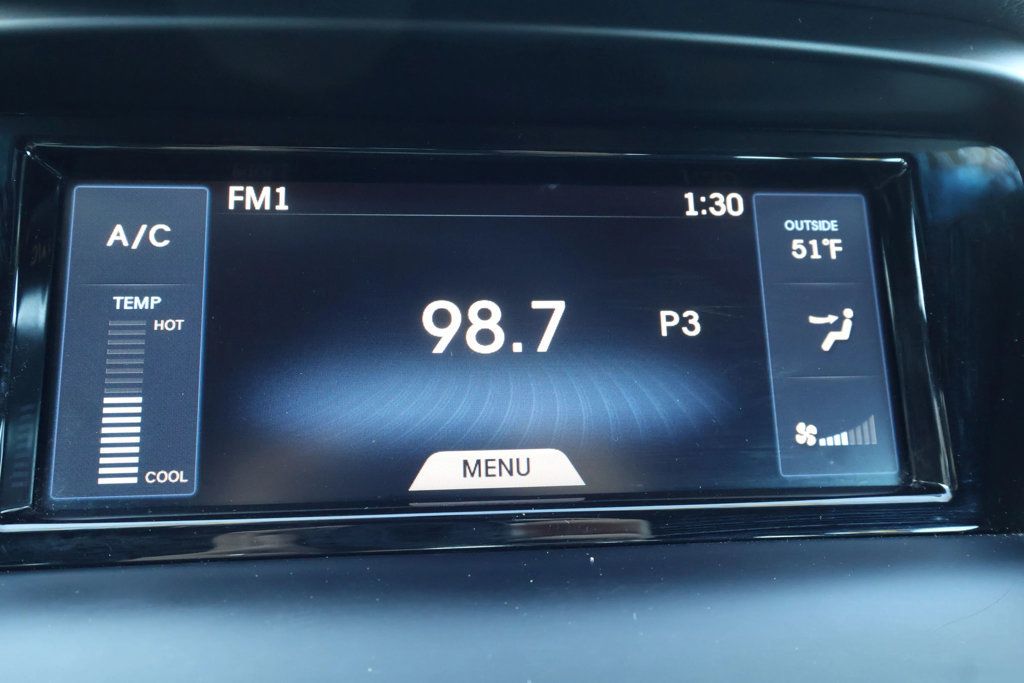 FM1
1:30
A/C
OUTSIDE
51°F
TEMP
HOT
98.7
P3
COOL
MENU